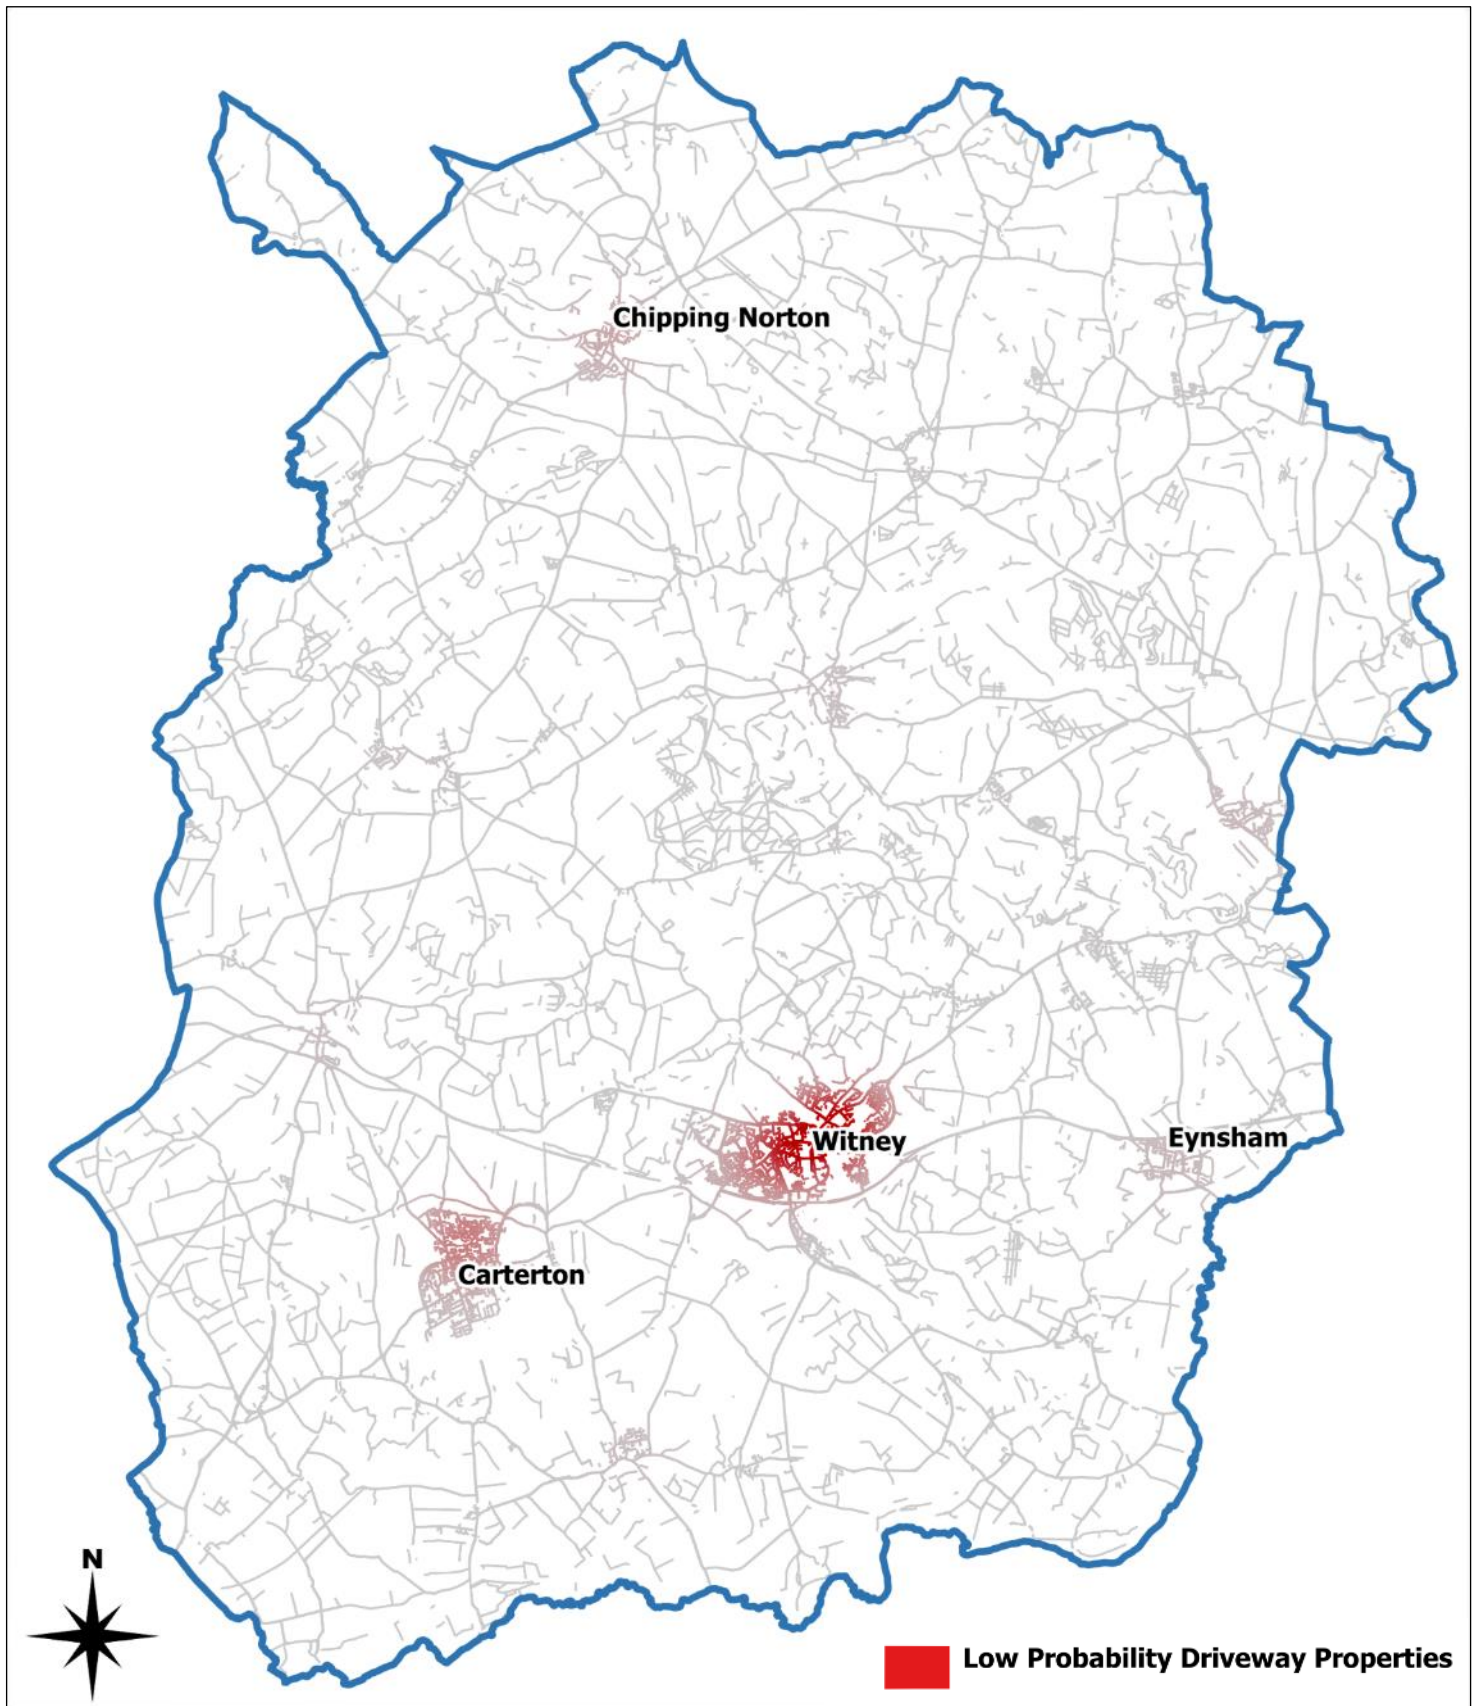 Chipping Norton
Witney
Eynsham
Carterton
N
Low Probability Driveway Properties